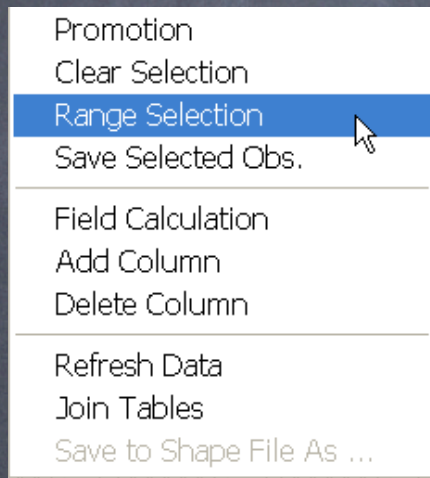 Promotion
Clear Selection
Range Selection
Save Selected Obs.
Field Calculation
Add Column
Delete Column
Refresh Data
Join Tables
Save to Shape File As ...